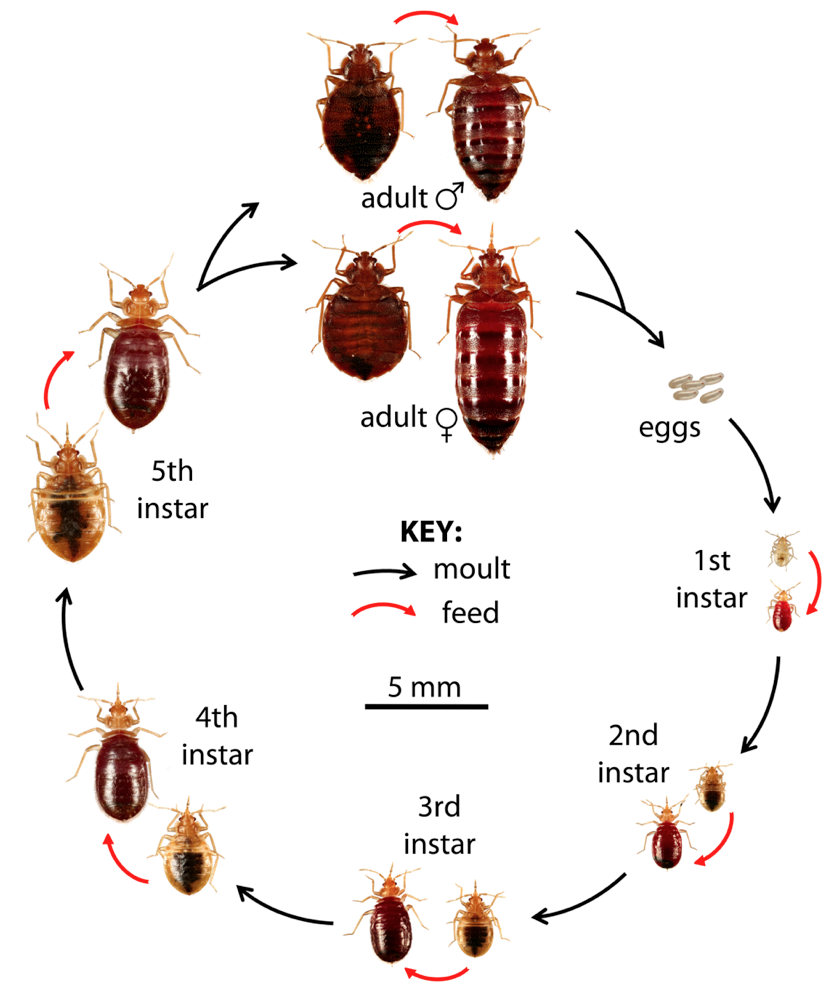 adult ♂
adult ♀
eggs
5th
instar
KEY:
moult
feed
1st
instar
5 mm
4th
instar
2nd
instar
3rd
instar